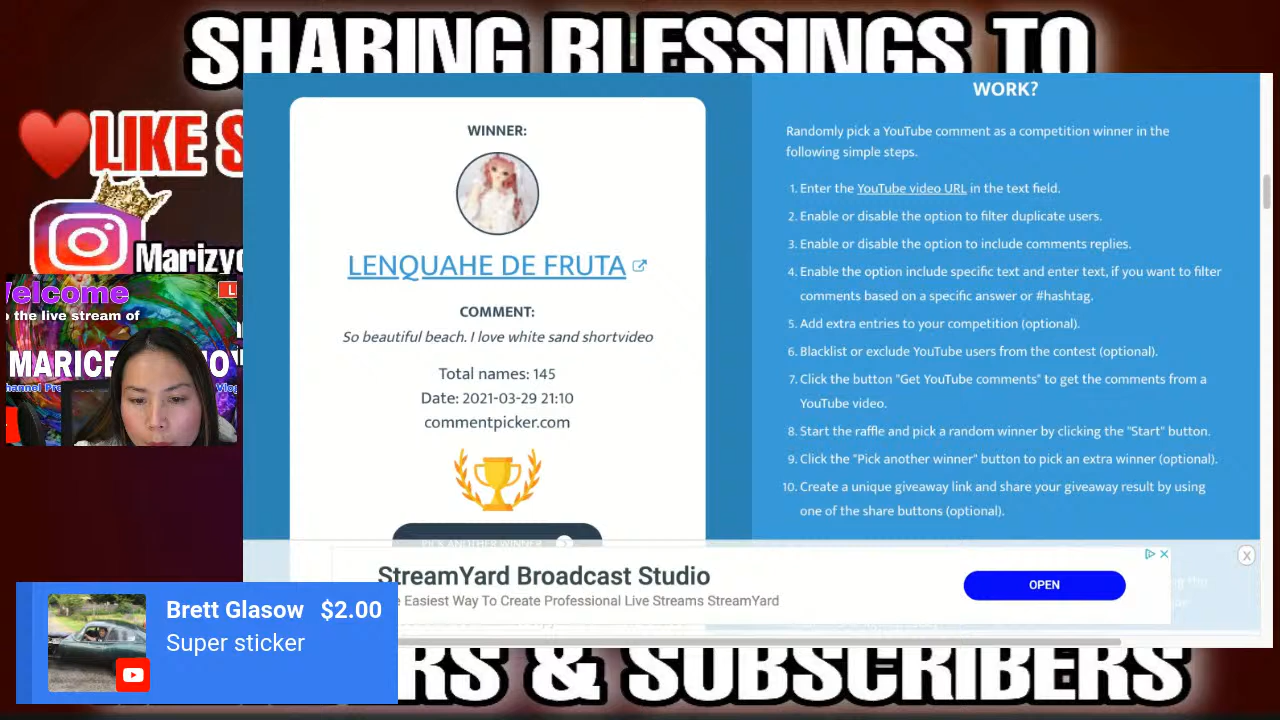 SHARING BLESSINGS TO
LIKE S
Marizyc
Welcome
o the live stream of
MARICE
NO
WINNER:
LENQUAHE DE FRUTA
COMMENT:
So beautiful beach. I love white sand shortvideo
Total names: 145
Date: 2021-03-29 21:10
commentpicker.com
PICK ANOTHER WINNER
WORK?
Randomly pick a YouTube comment as a competition winner in the
following simple steps.
1. Enter the YouTube video URL in the text field.
2. Enable or disable the option to filter duplicate users.
3. Enable or disable the option to include comments replies.
4. Enable the option include specific text and enter text, if you want to filter
comments based on a specific answer or #hashtag.
5. Add extra entries to your competition (optional).
6. Blacklist or exclude YouTube users from the contest (optional).
7. Click the button "Get YouTube comments" to get the comments from a
YouTube video.
8. Start the raffle and pick a random winner by clicking the "Start" button.
9. Click the "Pick another winner" button to pick an extra winner (optional).
10. Create a unique giveaway link and share your giveaway result by using
one of the share buttons (optional).
StreamYard Broadcast Studio
e Easiest Way To Create Professional Live Streams StreamYard
OPEN
X
Brett Glasow $2.00
Super sticker
RS & SUBSCRIBERS